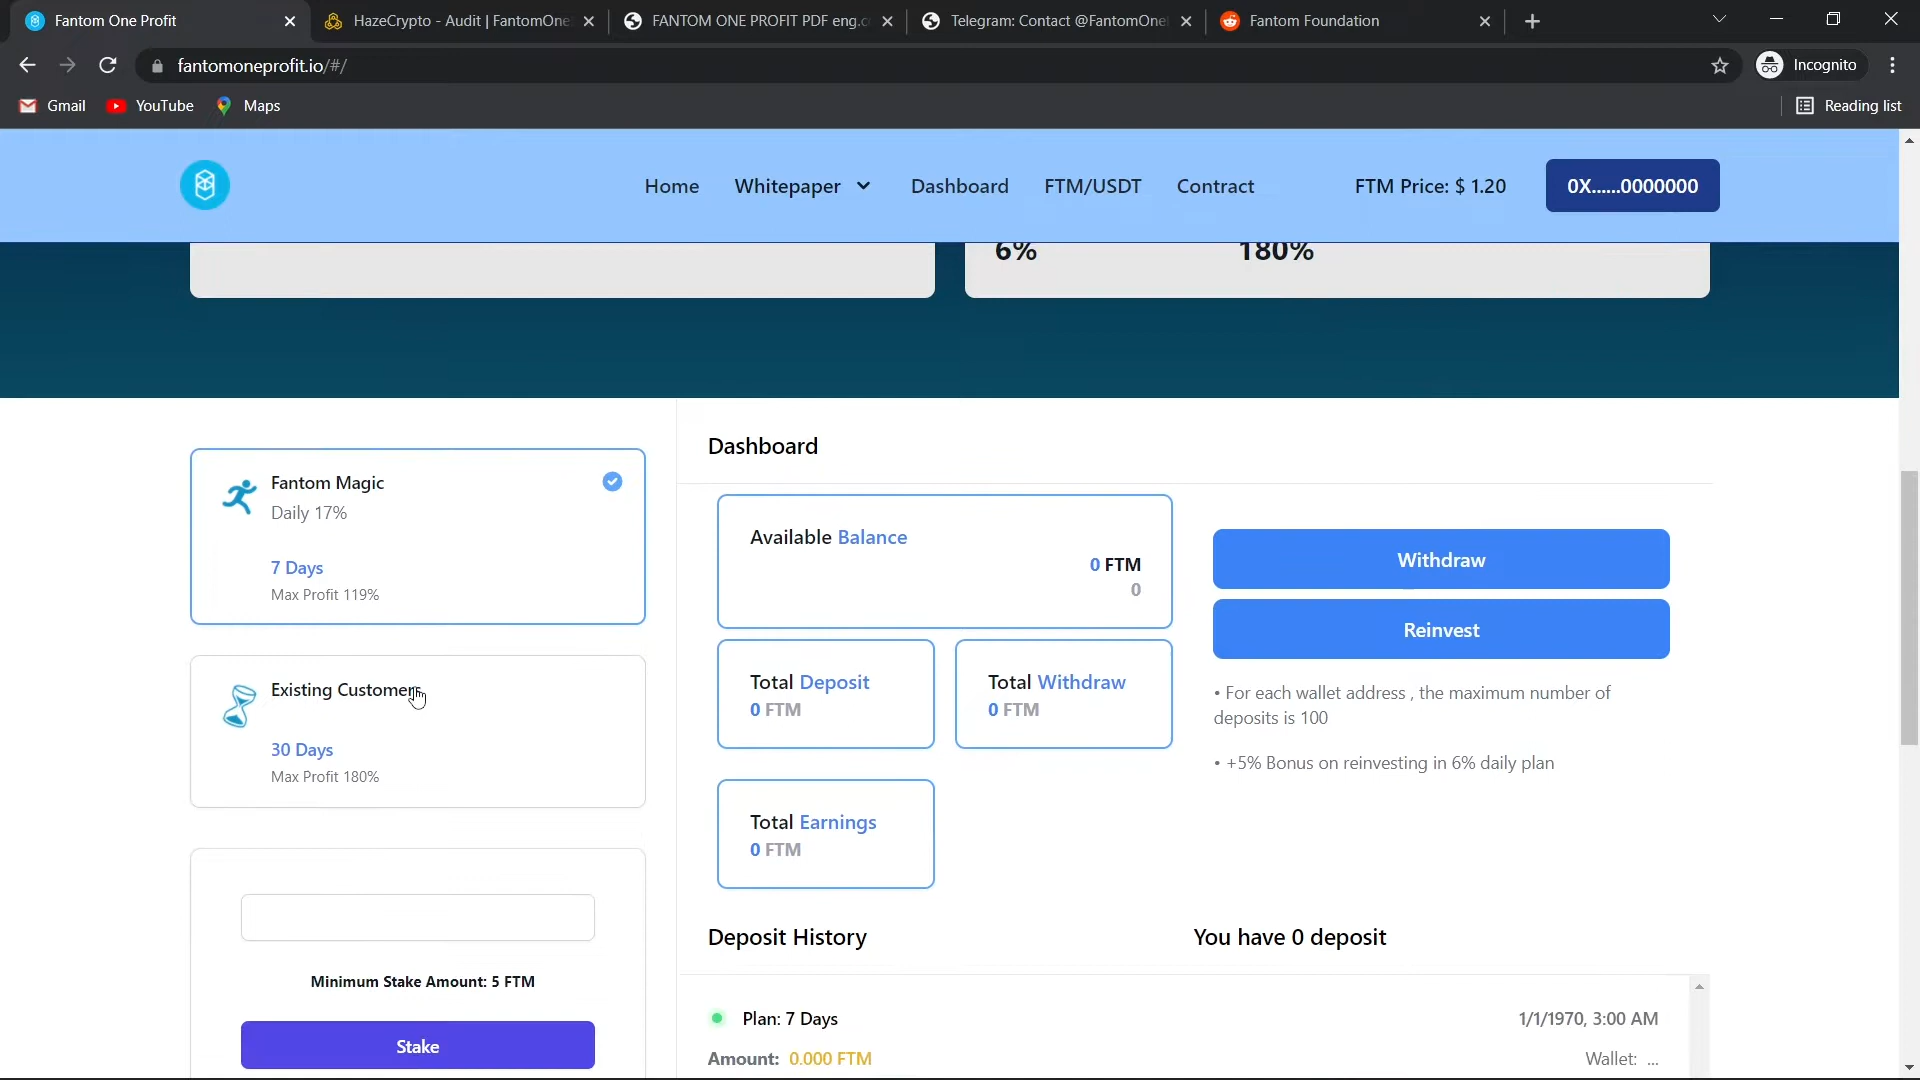 Fantom One Profit
HazeCrypto - Audit | FantomOne
FANTOM ONE PROFIT PDF eng.c
Telegram: Contact @FantomOne
Fantom Foundation
fantomoneprofit.io/#/
Incognito
Gmail
YouTube
Maps
Reading list
Home
Whitepaper
Dashboard
FTM/USDT
Contract
FTM Price: $ 1.20
0X......0000000
6%
180%
Fantom Magic
Daily 17%
7 Days
Max Profit 119%
Existing Customers
30 Days
Max Profit 180%
Minimum Stake Amount: 5 FTM
Stake
Dashboard
Available Balance
0 FTM
0
Total Deposit
0 FTM
Total Withdraw
0 FTM
Total Earnings
0 FTM
Withdraw
Reinvest
• For each wallet address , the maximum number of
deposits is 100
• +5% Bonus on reinvesting in 6% daily plan
Deposit History
You have 0 deposit
Plan: 7 Days
1/1/1970, 3:00 AM
Amount: 0.000 FTM
Wallet: ...